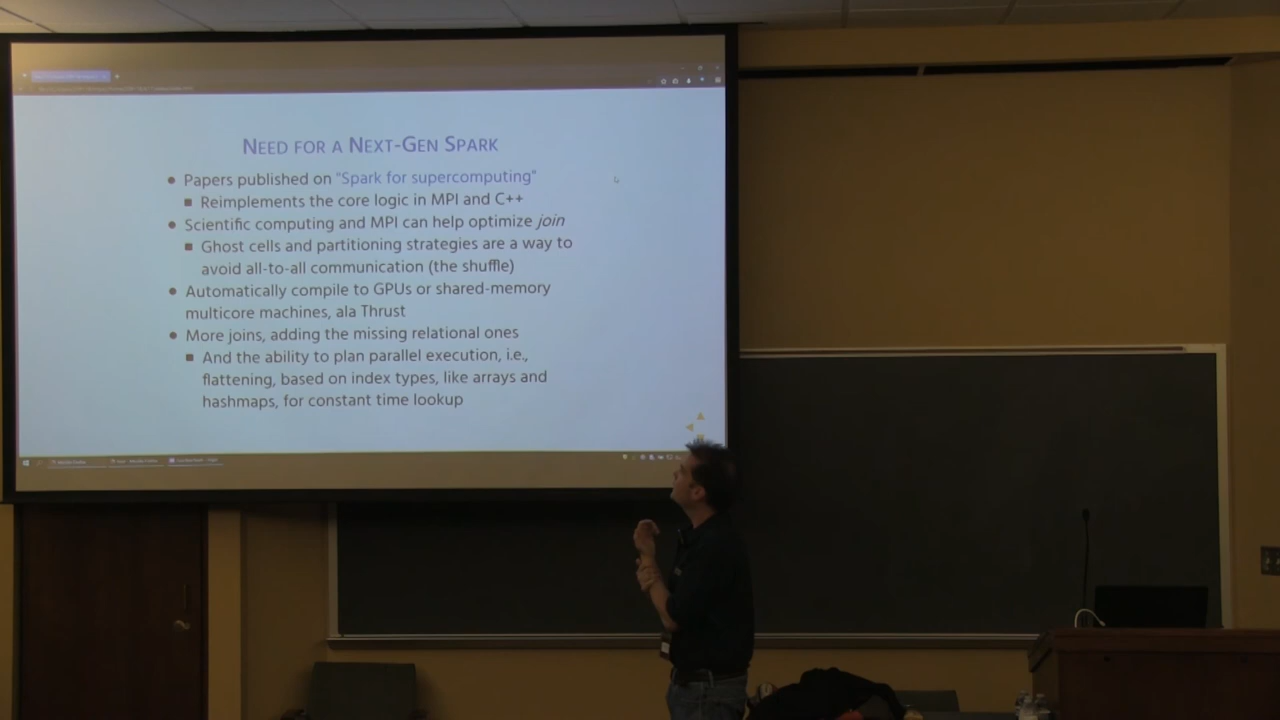 NEED FOR A NEXT-GEN SPARK
• Papers published on "Spark for supercomputing"
▪ Reimplements the core logic in MPI and C++
• Scientific computing and MPI can help optimize join
▪ Ghost cells and partitioning strategies are a way to
avoid all-to-all communication (the shuffle)
• Automatically compile to GPUs or shared-memory
multicore machines, ala Thrust
• More joins, adding the missing relational ones
▪ And the ability to plan parallel execution, i.e.,
flattening, based on index types, like arrays and
hashmaps, for constant time lookup